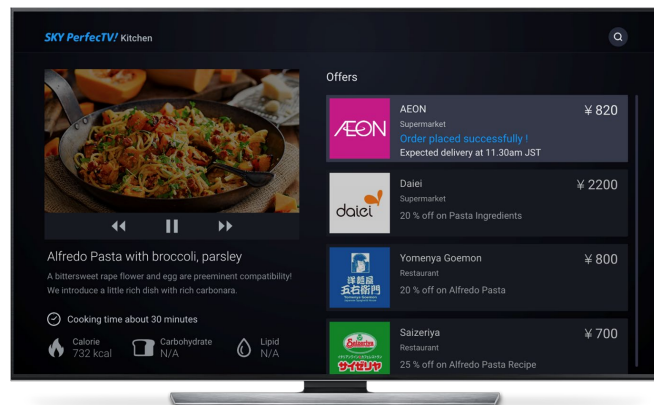 SKY PerfecTV! Kitchen
Offers
AEON
AEON
Supermarket
Order placed successfully !
Expected delivery at 11.30am JST
¥ 820
daiei
Daiei
Supermarket
20 % off on Pasta Ingredients
¥ 2200
洋麺屋
五右衛門
Yomenya Goemon
Yomenya Goemon
Restaurant
20 % off on Alfredo Pasta
¥ 800
Saizeriya
サイゼリヤ
Saizeriya
Restaurant
25 % off on Alfredo Pasta Recipe
¥ 700
Alfredo Pasta with broccoli, parsley
A bittersweet rape flower and egg are preeminent compatibility!
We introduce a little rich dish with rich carbonara.
Cooking time about 30 minutes
Calorie
732 kcal
Carbohydrate
N/A
Lipid
N/A